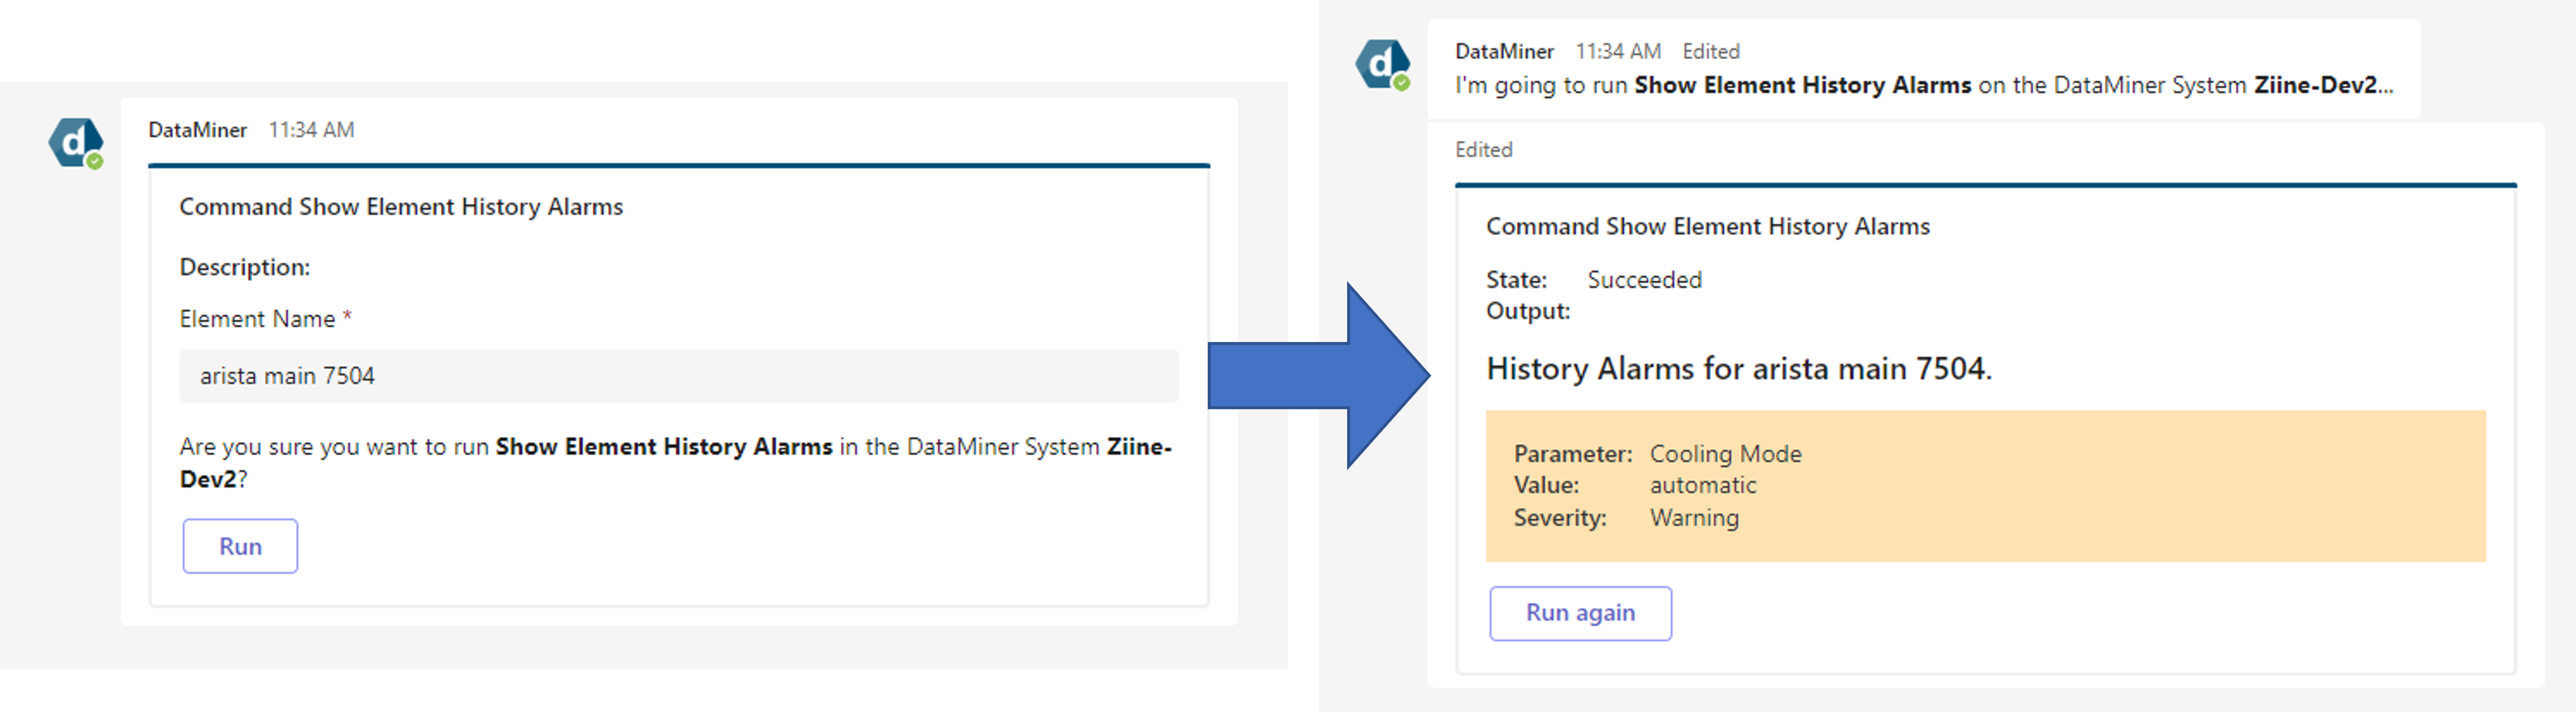 d
DataMiner 11:34 AM
Command Show Element History Alarms
Description:
Element Name *
arista main 7504
Are you sure you want to run Show Element History Alarms in the DataMiner System Ziine-
Dev2?
Run
d
DataMiner 11:34 AM Edited
I'm going to run Show Element History Alarms on the DataMiner System Ziine-Dev2...
Edited
Command Show Element History Alarms
State: Succeeded
Output:
History Alarms for arista main 7504.
Parameter: Cooling Mode
Value: automatic
Severity: Warning
Run again